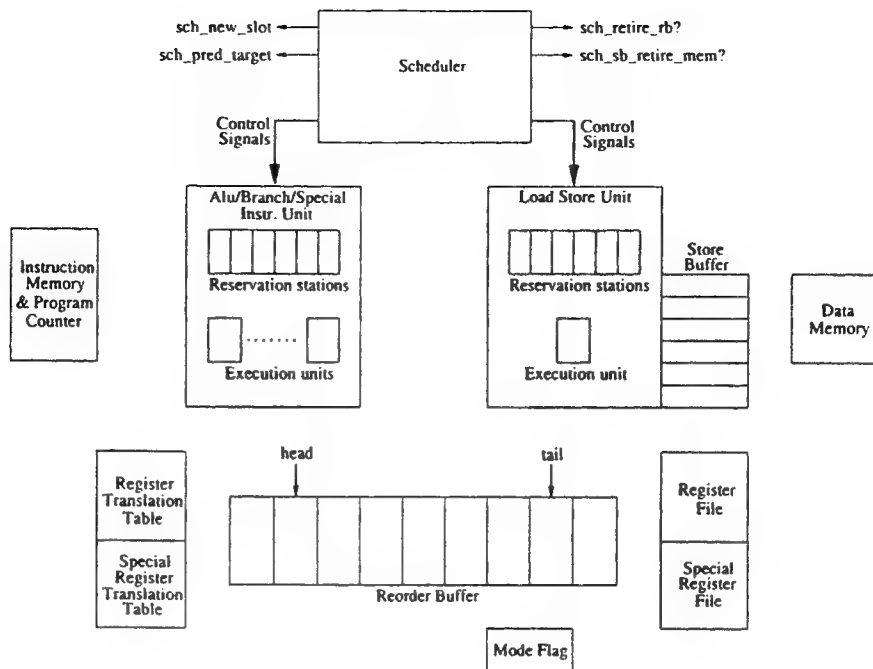 sch_new_slot
sch_retire_rb?
sch_pred_target
sch_sb_retire_mem?
Scheduler
Control
Signals
Control
Signals
Alu/Branch/Special
Instr. Unit
Load Store Unit
Instruction
Memory
& Program
Counter
Reservation stations
Reservation stations
Store
Buffer
Data
Memory
Execution units
Execution unit
head
tail
Register
Translation
Table
Register
File
Special
Register
Translation
Table
Special
Register
File
Reorder Buffer
Mode Flag